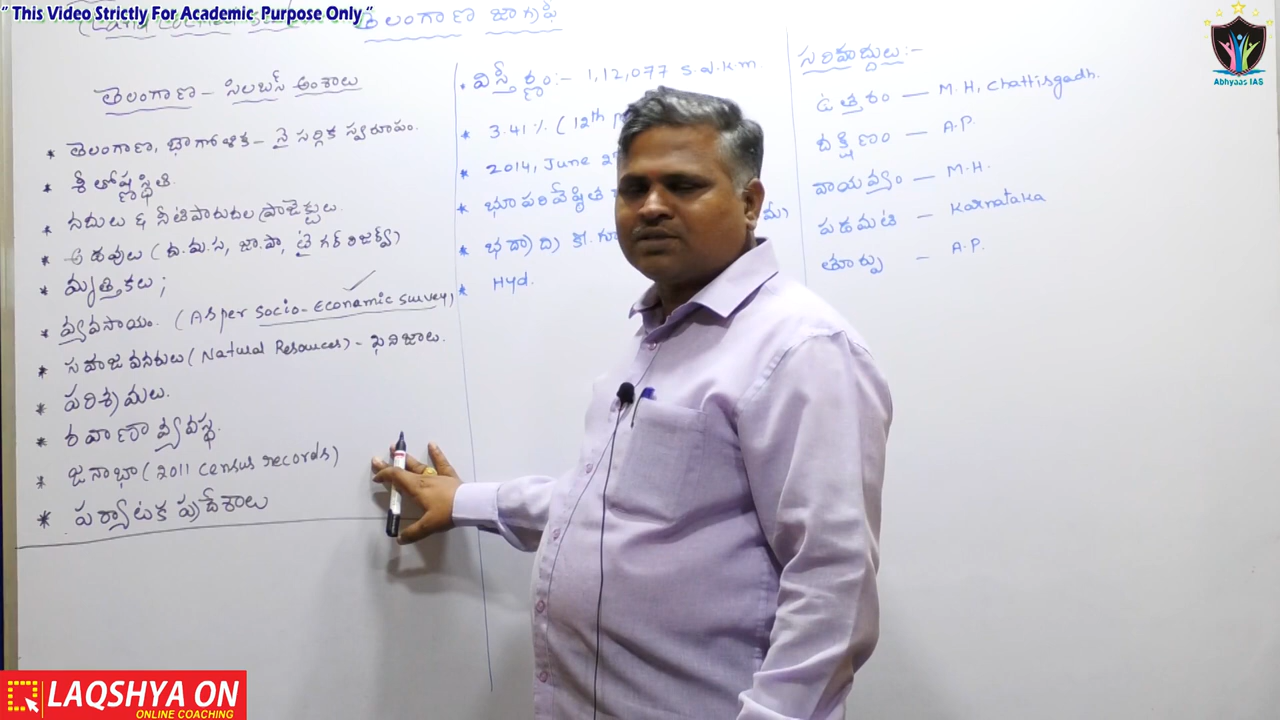 " This Video Strictly For Academic Purpose Only "
తెలంగాణ జాగ్రఫీ
తెలంగాణ - సిలబస్ అంశాలు
* తెలంగాణ, భౌగోళిక - నైసర్గిక స్వరూపం.
* శీతోష్ణస్థితి.
* నదులు & నీటిపారుదల ప్రాజెక్టులు.
* అడవులు (వ.మ.స, జా.పా, టైగర్ రిజర్వ్)
* మృత్తికలు;
* వ్యవసాయం. (As per Socio-Economic Survey)
* సహజ వనరులు (Natural Resources) - ఖనిజాలు.
* పరిశ్రమలు.
* రవాణా వ్యవస్థ.
* జనాభా (2011 Census records)
* పర్యాటక ప్రదేశాలు
. విస్తీర్ణం:- 1,12,077 S.q.k.m.
* 3.41% (12th
* 2014, June
* భూపరివేష్ఠిత
*
* Hyd.
సరిహద్దులు:-
ఉత్తరం - M.H, Chattisgadh.
దక్షిణం - A.P.
వాయవ్యం - M.H.
పడమటి - Karnataka
తూర్పు - A.P.
Abhyaas IAS
LAQSHYA ON
ONLINE COACHING